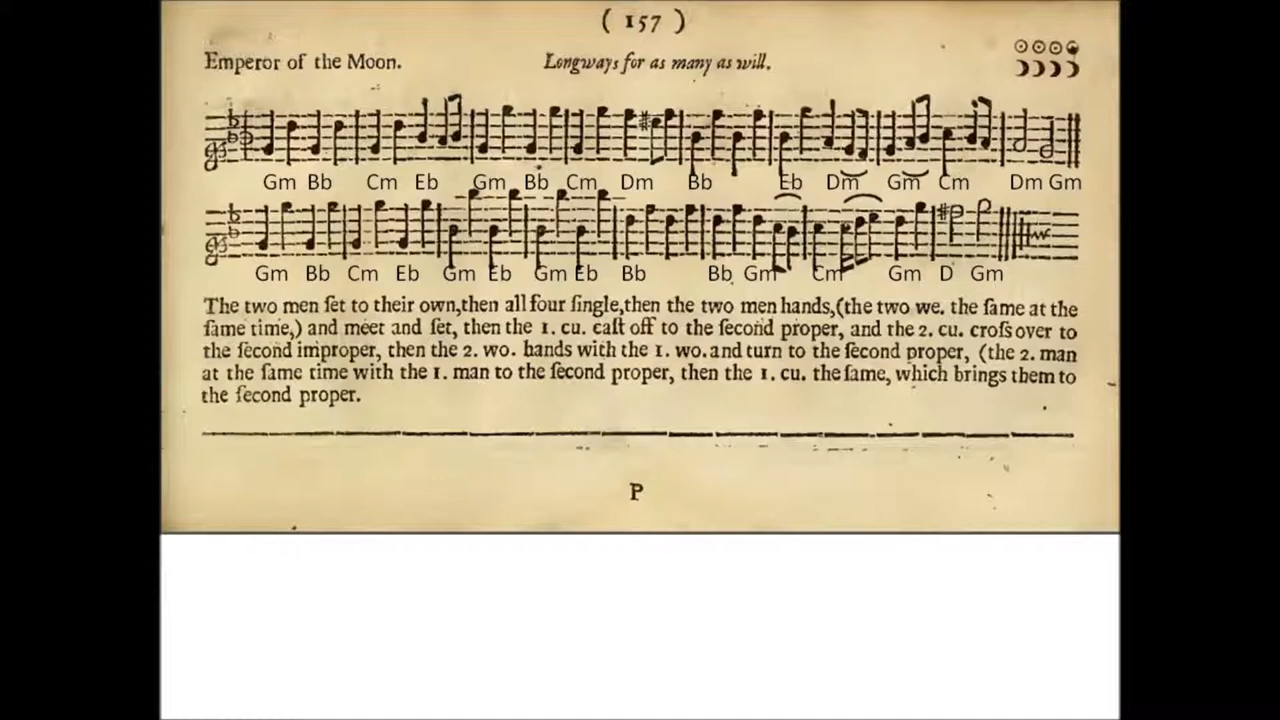 ( 157 )
Emperor of the Moon. Longways for as many as will.
Gm Bb Cm Eb Gm Bb Cm Dm Bb Eb Dm Gm Cm Dm Gm
Gm Bb Cm Eb Gm Eb Gm Eb Bb Bb Gm Cm Gm D Gm
The two men ſet to their own,then all four ſingle,then the two men hands,(the two we. the ſame at the
ſame time,) and meet and ſet, then the 1. cu. caſt off to the ſecond proper, and the 2. cu. croſs over to
the ſecond improper, then the 2. wo. hands with the 1. wo. and turn to the ſecond proper, (the 2. man
at the ſame time with the 1. man to the ſecond proper, then the 1. cu. the ſame, which brings them to
the ſecond proper.
P